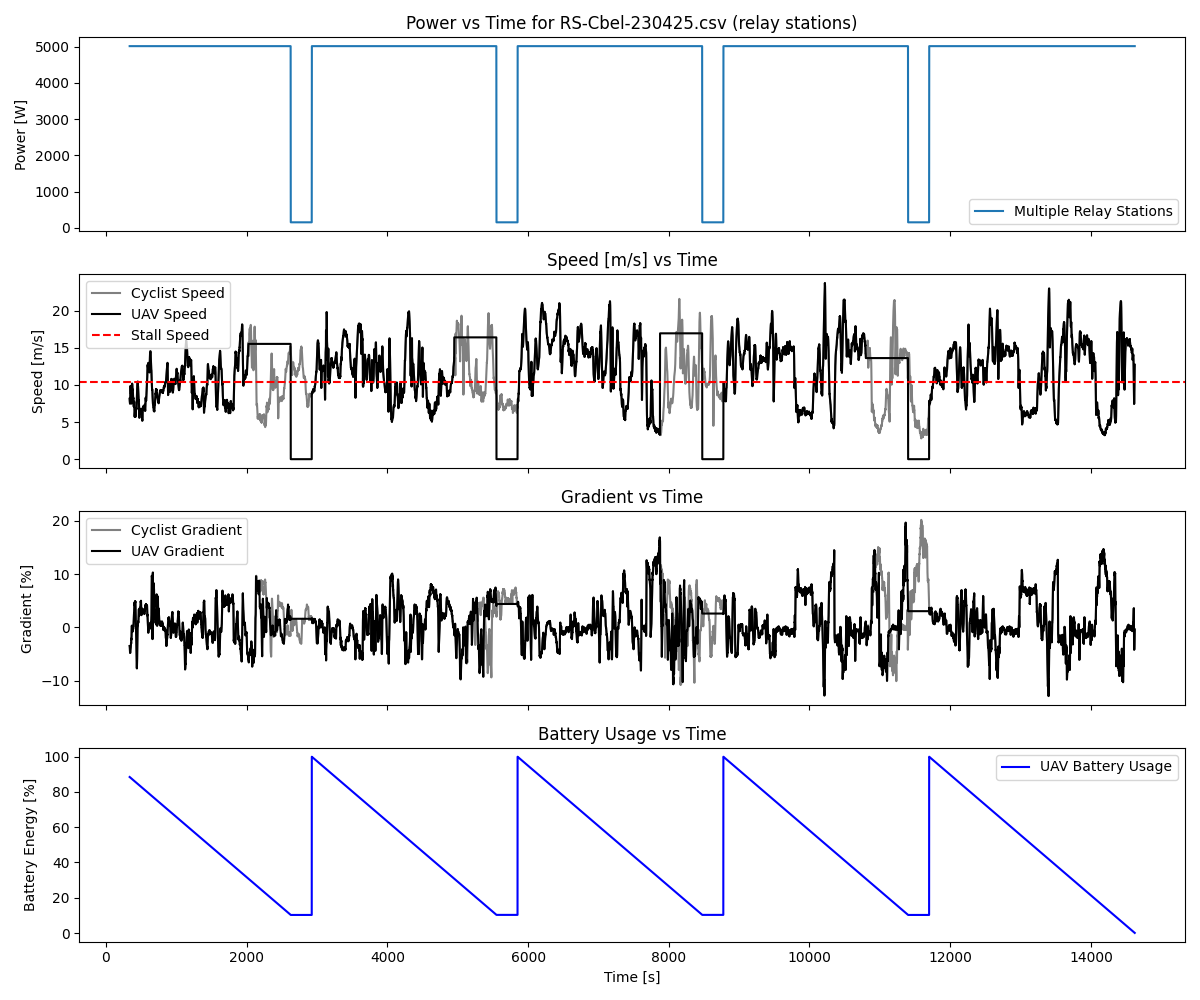 Power vs Time for RS-Cbel-230425.csv (relay stations)
5000
4000
3000
2000
1000
0
Power [W]
Multiple Relay Stations
Speed [m/s] vs Time
20
15
10
5
0
Speed [m/s]
Cyclist Speed
UAV Speed
Stall Speed
Gradient vs Time
20
10
0
−10
Gradient [%]
Cyclist Gradient
UAV Gradient
Battery Usage vs Time
100
80
60
40
20
0
Battery Energy [%]
UAV Battery Usage
0 2000 4000 6000 8000 10000 12000 14000
Time [s]